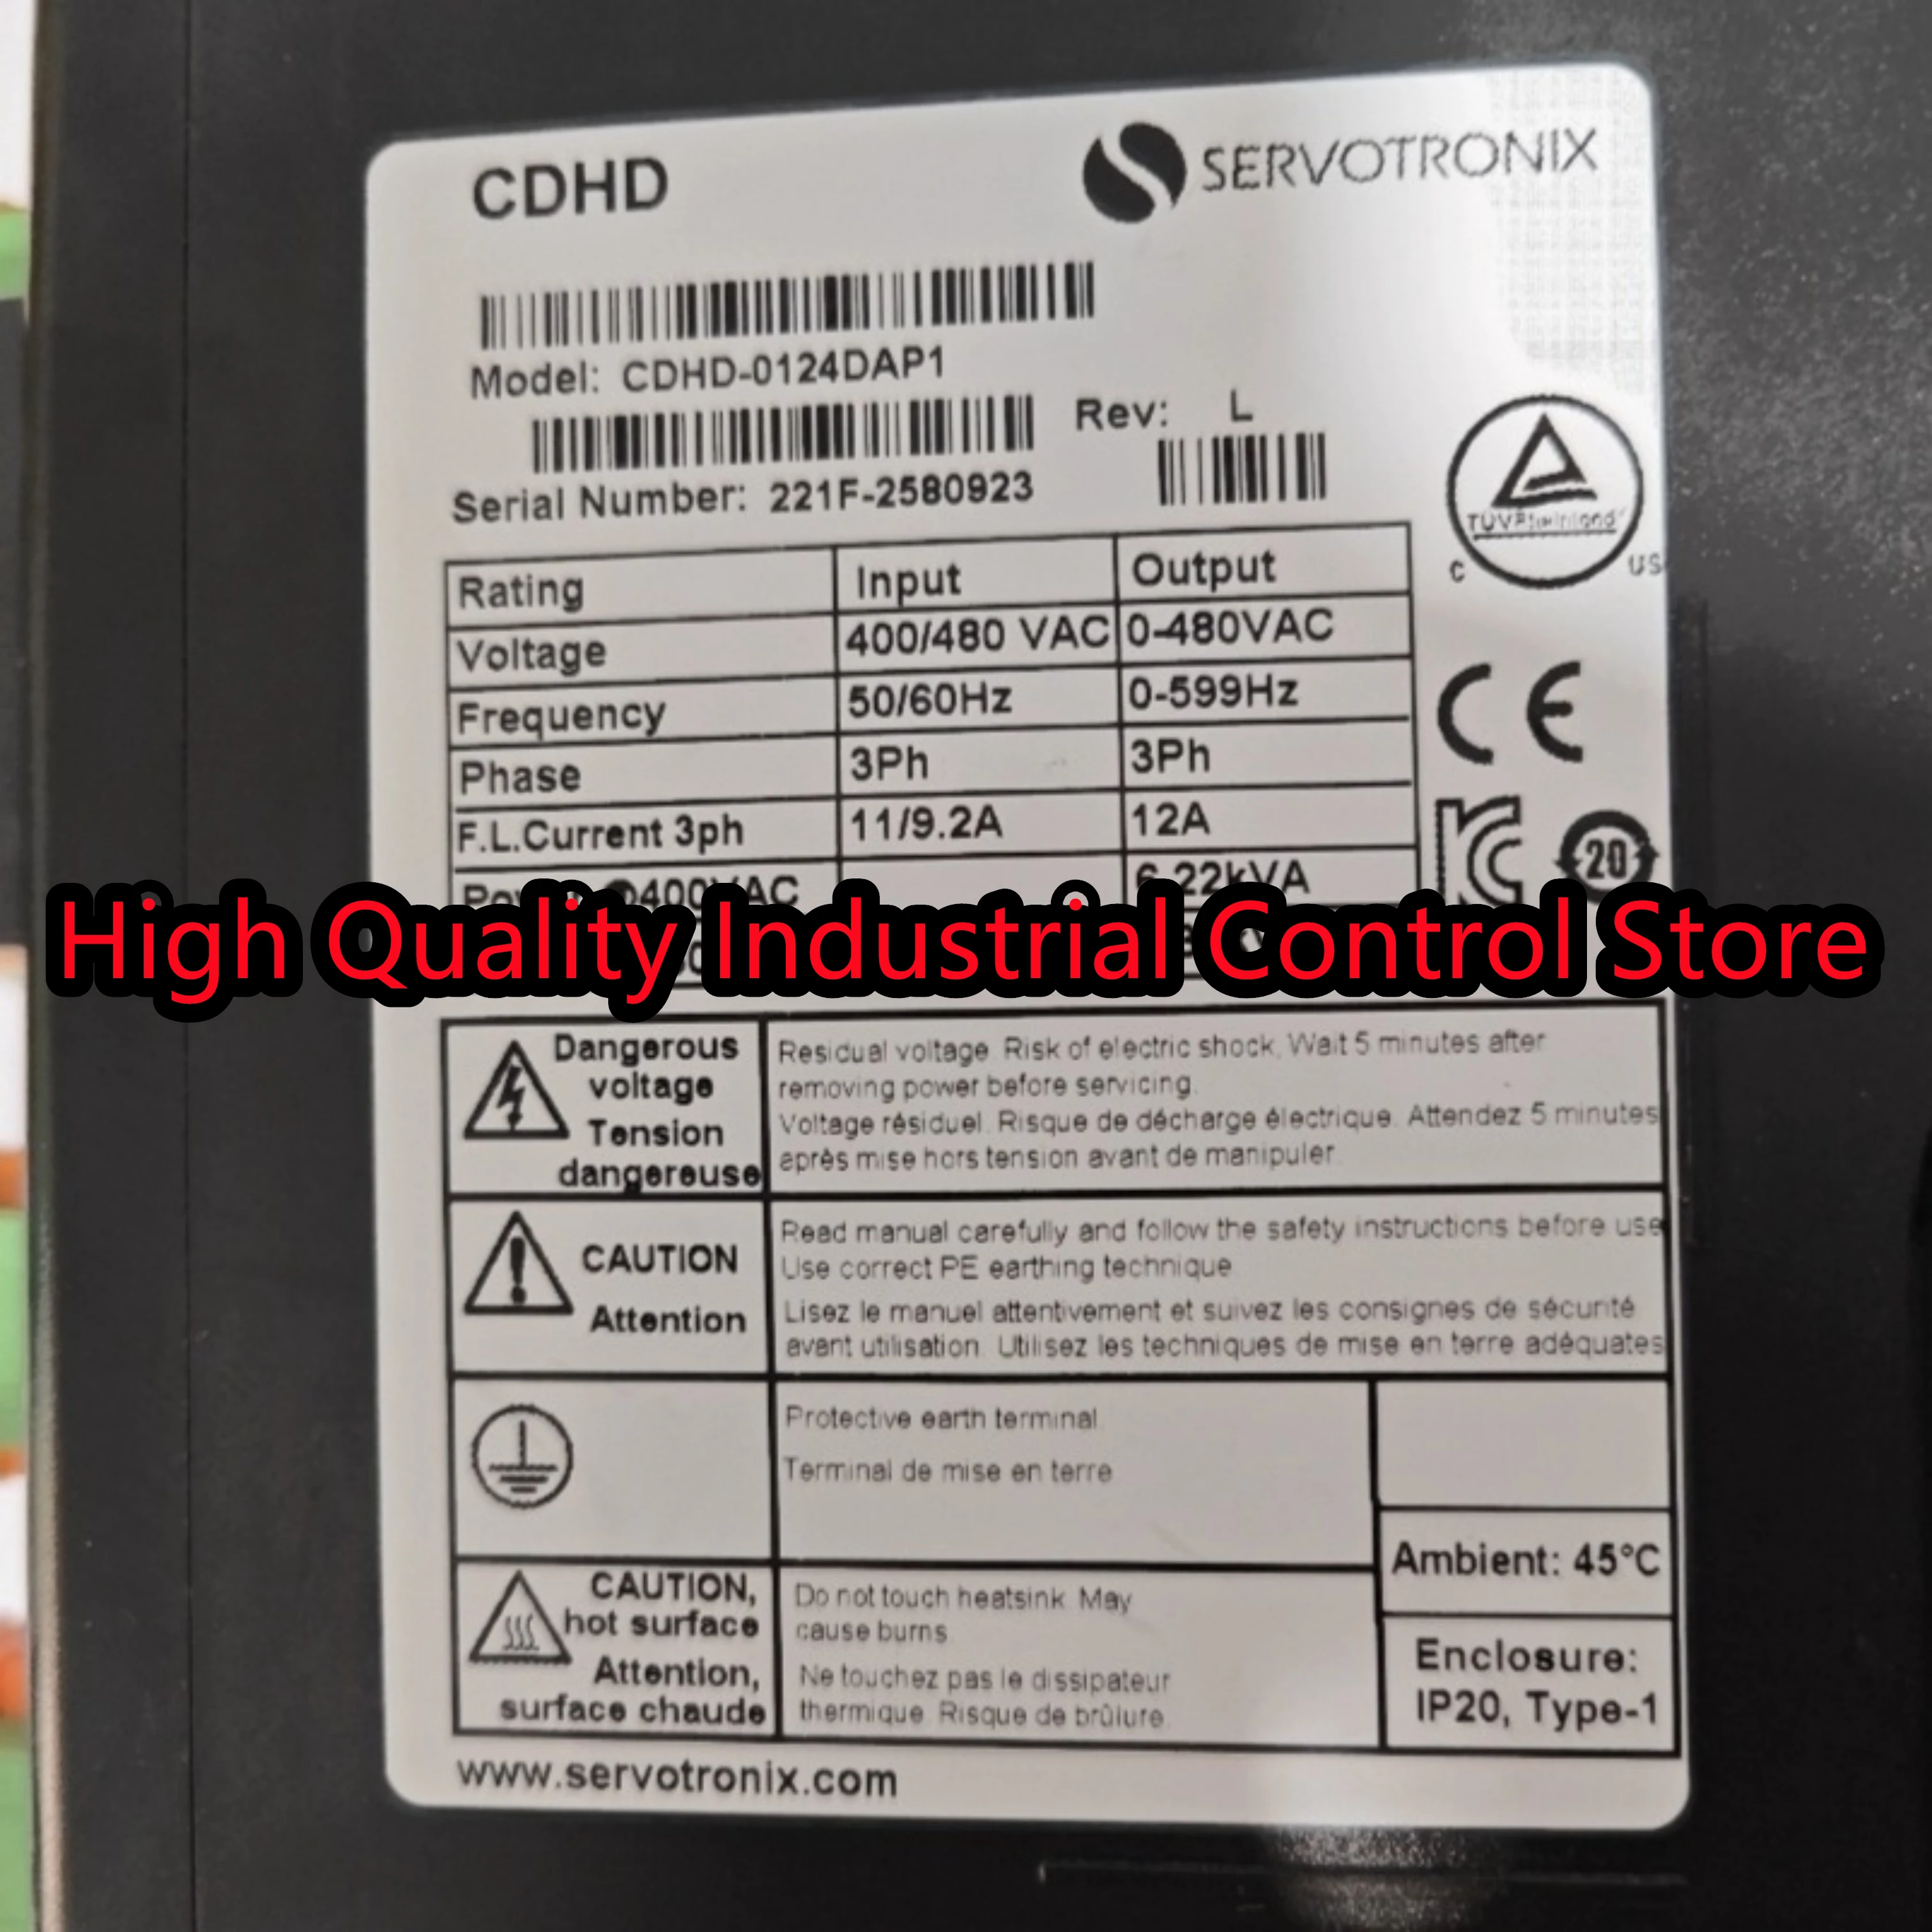 CDHD
SERVOTRONIX
Model: CDHD-0124DAP1
Rev: L
Serial Number: 221F-2580923
TÜV
C US
Rating Input Output
Voltage 400/480 VAC 0-480VAC
Frequency 50/60Hz 0-599Hz
Phase 3Ph 3Ph
F.L.Current 3ph 11/9.2A 12A
@400VAC 6.22kVA
CE
20
High Quality Industrial Control Store
Dangerous
voltage
Tension
dangereuse
Residual voltage. Risk of electric shock. Wait 5 minutes after
removing power before servicing.
Voltage résiduel. Risque de décharge électrique. Attendez 5 minutes
après mise hors tension avant de manipuler.
CAUTION
Attention
Read manual carefully and follow the safety instructions before use
Use correct PE earthing technique
Lisez le manuel attentivement et suivez les consignes de sécurité
avant utilisation. Utilisez les techniques de mise en terre adéquates
Protective earth terminal.
Terminal de mise en terre
Ambient: 45°C
CAUTION,
hot surface
Attention,
surface chaude
Do not touch heatsink. May
cause burns.
Ne touchez pas le dissipateur
thermique. Risque de brûlure.
Enclosure:
IP20, Type-1
www.servotronix.com